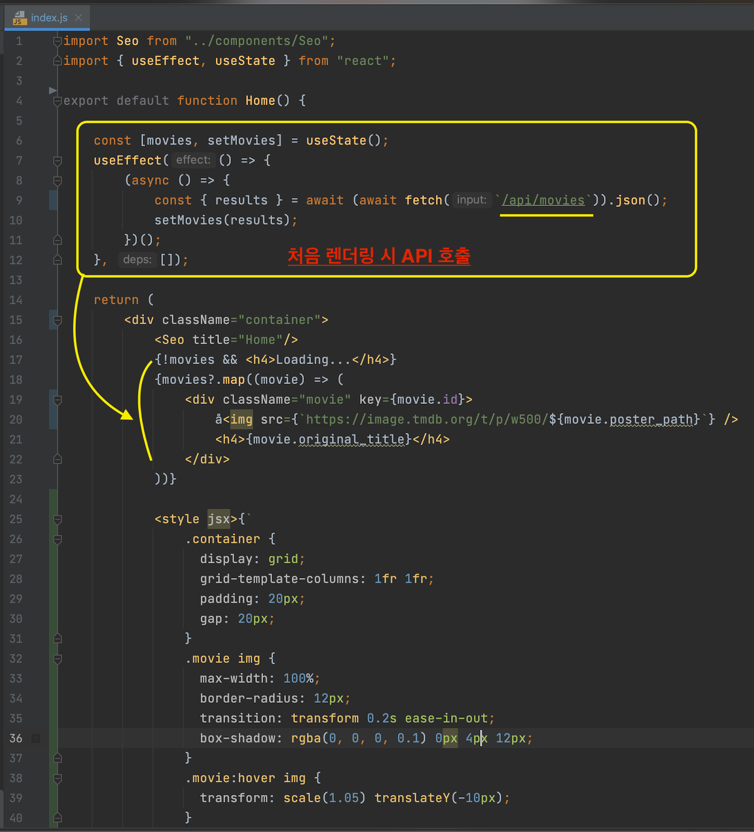 index.js
1 import Seo from "../components/Seo";
2 import { useEffect, useState } from "react";
3
4 export default function Home() {
5
6 const [movies, setMovies] = useState();
7 useEffect( effect: () => {
8 (async () => {
9 const { results } = await (await fetch( input: `/api/movies`)).json();
10 setMovies(results);
11 })();
12 }, deps: []);
처음 렌더링 시 API 호출
13
14 return (
15 <div className="container">
16 <Seo title="Home"/>
17 {!movies && <h4>Loading...</h4>}
18 {movies?.map((movie) => (
19 <div className="movie" key={movie.id}>
20 å<img src={`https://image.tmdb.org/t/p/w500/${movie.poster_path}`} />
21 <h4>{movie.original_title}</h4>
22 </div>
23 ))}
24
25 <style jsx>{`
26 .container {
27 display: grid;
28 grid-template-columns: 1fr 1fr;
29 padding: 20px;
30 gap: 20px;
31 }
32 .movie img {
33 max-width: 100%;
34 border-radius: 12px;
35 transition: transform 0.2s ease-in-out;
36 box-shadow: rgba(0, 0, 0, 0.1) 0px 4px 12px;
37 }
38 .movie:hover img {
39 transform: scale(1.05) translateY(-10px);
40 }